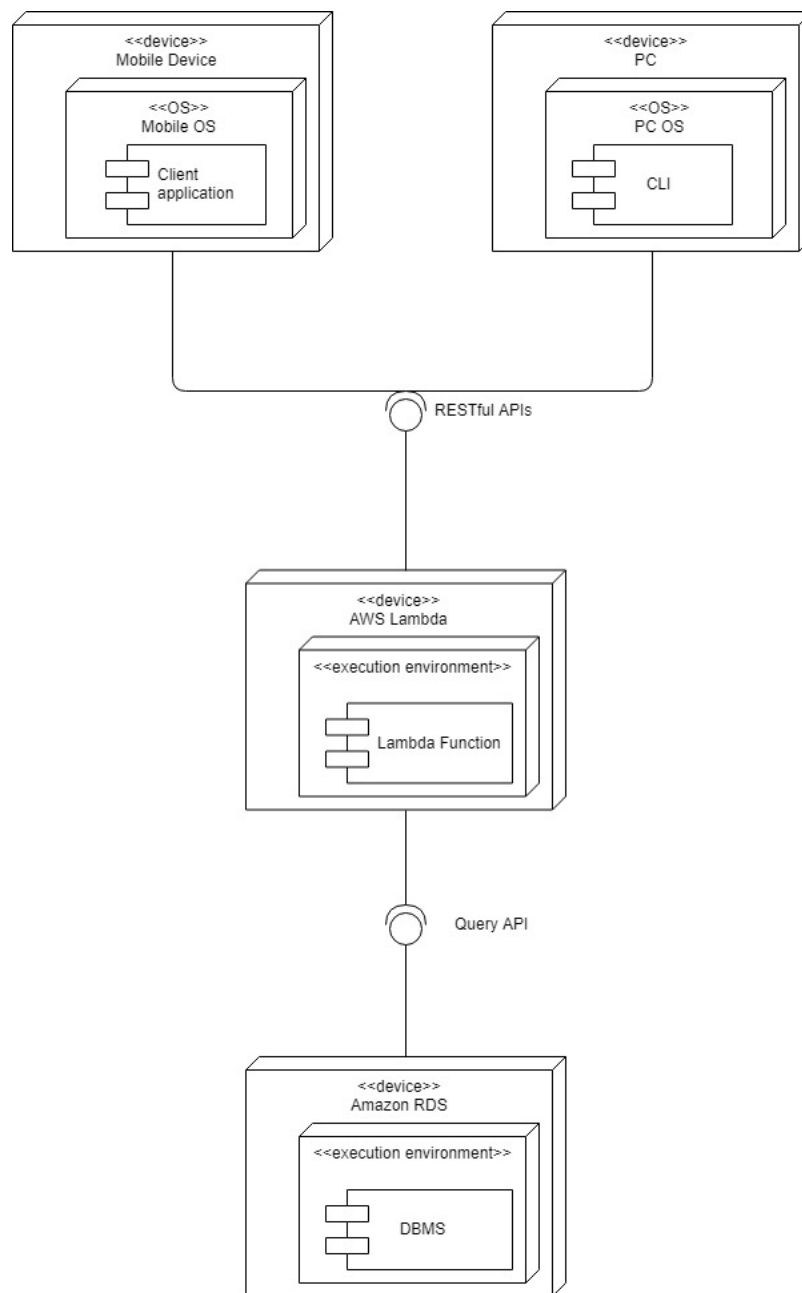 <<device>>
Mobile Device
<<OS>>
Mobile OS
Client
application
<<device>>
PC
<<OS>>
PC OS
CLI
RESTful APIs
<<device>>
AWS Lambda
<<execution environment>>
Lambda Function
Query API
<<device>>
Amazon RDS
<<execution environment>>
DBMS